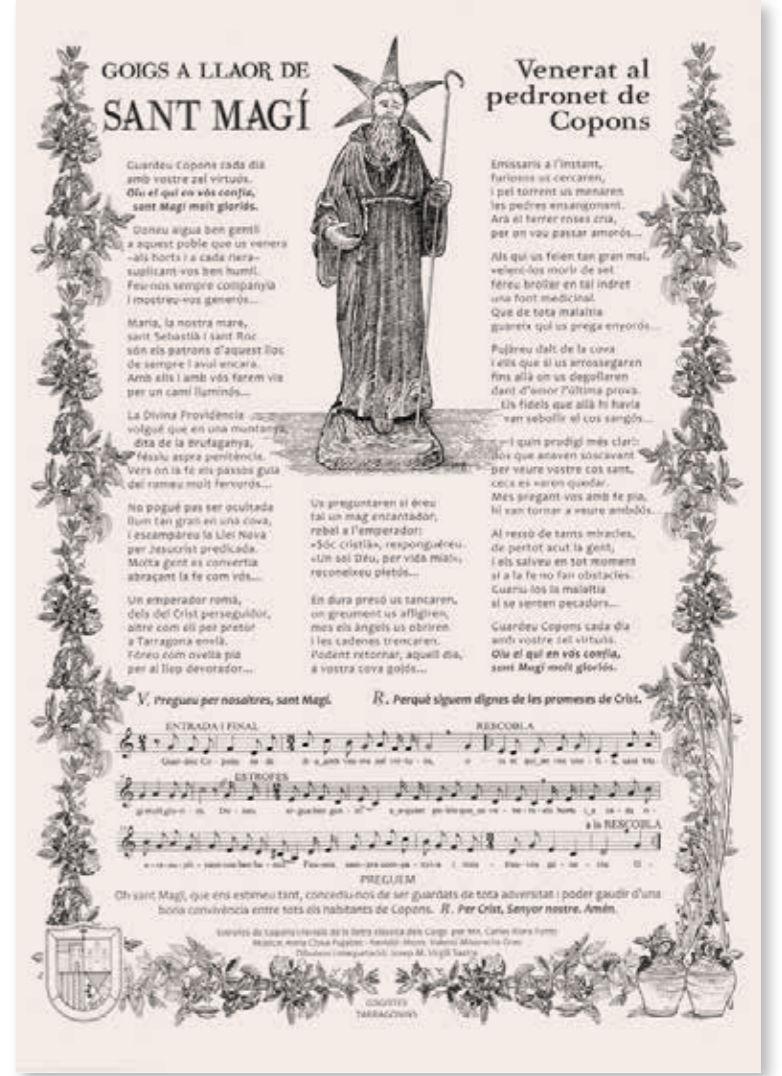 GOIGS A LLAOR DE
SANT MAGÍ
Venerat al
pedronet de
Copons
Guardeu Copons cada dia
amb vostre zel virtuós.
Oiu el qui en vós confia,
sant Magí molt gloriós.
Doneu aigua ben gentil
a aquest poble que us venera
–als horts i a cada riera–
suplicant-vos ben humil.
Feu-nos sempre companyia
i mostreu-vos generós...
Maria, la nostra mare,
sant Sebastià i sant Roc
són els patrons d'aquest lloc
de sempre i avui encara.
Amb ells i amb vós farem via
per un camí lluminós...
La Divina Providència
volgué que en una muntanya,
dita de la Brufaganya,
féssiu aspra penitència.
Vers on la fe els passos guia
del romeu molt fervorós...
No pogué pas ser ocultada
llum tan gran en una cova,
i escampàreu la Llei Nova
per Jesucrist predicada.
Molta gent es convertia
abraçant la fe com vós...
Un emperador romà,
dels del Crist perseguidor,
altre com ell per pretor
a Tarragona envià.
Fóreu com ovella pia
per al llop devorador...
Us preguntaren si éreu
tal un mag encantador,
rebel a l'emperador:
«Sóc cristià», responguéreu.
«Un sol Déu, per vida mia!»,
reconeixeu pietós...
En dura presó us tancaren,
on greument us afligiren,
mes els àngels us obriren
i les cadenes trencaren.
Podent retornar, aquell dia,
a vostra cova gojós...
Emissaris a l'instant,
furiosos us cercaren,
i pel torrent us menaren
les pedres ensangonant.
Ara el terrer roses cria,
per on vau passar amorós...
Als qui us feien tan gran mal,
veient-los morir de set
féreu brollar en tal indret
una font medicinal.
Que de tota malaltia
guareix qui us prega enyorós...
Pujàreu dalt de la cova
i ells que sí us arrossegaren
fins allà on us degollaren
dant d'amor l'última prova.
Els fidels que allà hi havia
van sebollir el cos sangós...
—I quin prodigi més clar!:
dos que anaven soscavant
per veure vostre cos sant,
cecs es varen quedar.
Mes pregant-vos amb fe pia,
hi van tornar a veure ambdós...
Al ressò de tants miracles,
de pertot acut la gent,
i els salveu en tot moment
si a la fe no fan obstacles.
Guariu-los la malaltia
si se senten pecadors...
Guardeu Copons cada dia
amb vostre zel virtuós.
Oiu el qui en vós confia,
sant Magí molt gloriós.
V. Pregueu per nosaltres, sant Magí.
R. Perquè siguem dignes de les promeses de Crist.
ENTRADA I FINAL
RESCOBLA
ESTROFES
a la RESCOBLA
PREGUEM
Oh sant Magí, que ens estimeu tant, concediu-nos de ser guardats de tota adversitat i poder gaudir d'una
bona convivència entre tots els habitants de Copons. R. Per Crist, Senyor nostre. Amén.
GOGISTES
TARRAGONINS